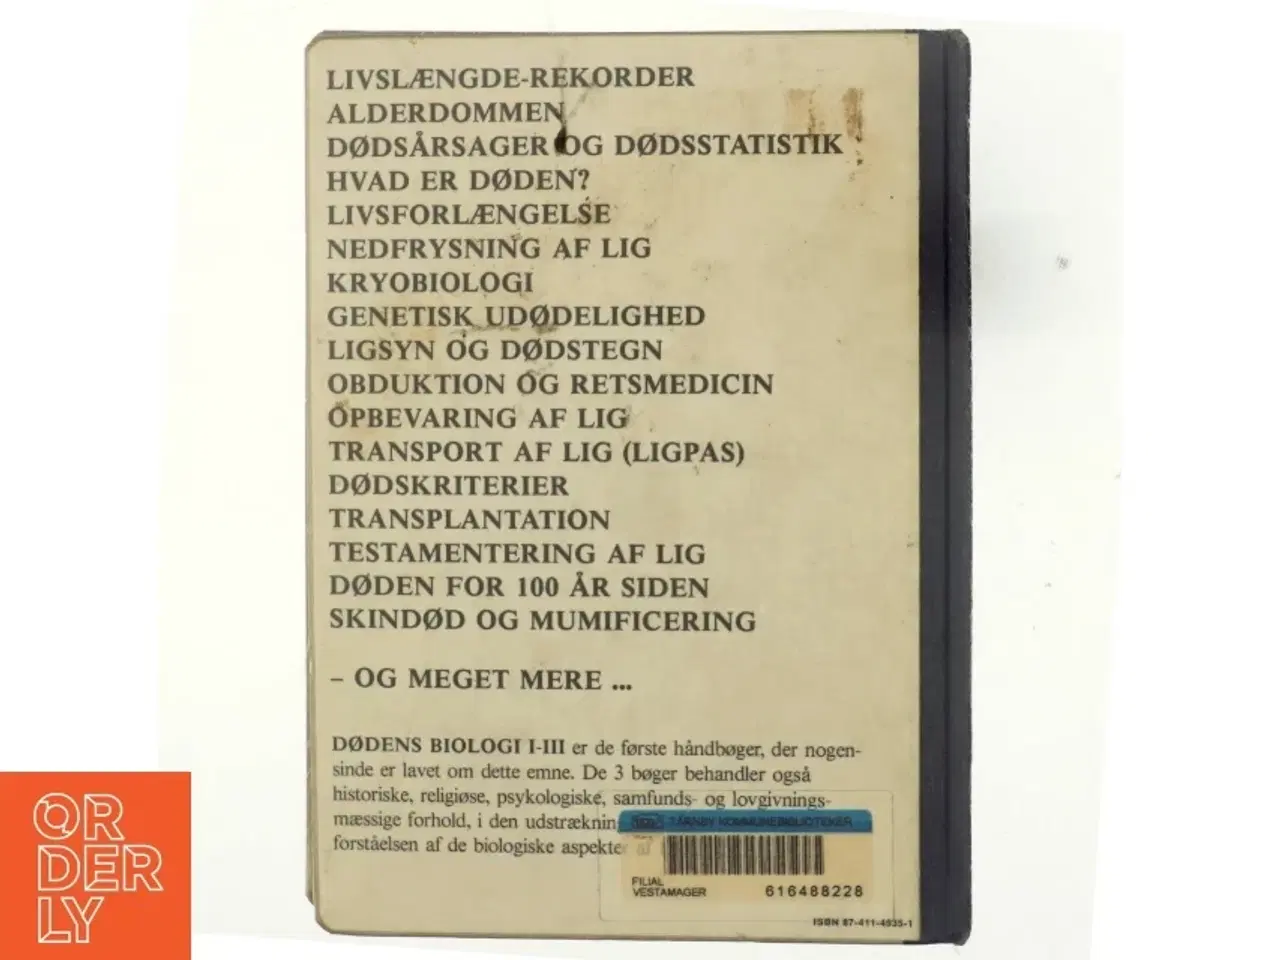 LIVSLÆNGDE-REKORDER
ALDERDOMMEN
DØDSÅRSAGER OG DØDSSTATISTIK
HVAD ER DØDEN?
LIVSFORLÆNGELSE
NEDFRYSNING AF LIG
KRYOBIOLOGI
GENETISK UDØDELIGHED
LIGSYN OG DØDSTEGN
OBDUKTION OG RETSMEDICIN
OPBEVARING AF LIG
TRANSPORT AF LIG (LIGPAS)
DØDSKRITERIER
TRANSPLANTATION
TESTAMENTERING AF LIG
DØDEN FOR 100 ÅR SIDEN
SKINDØD OG MUMIFICERING
– OG MEGET MERE ...
DØDENS BIOLOGI I-III er de første håndbøger, der nogen-
sinde er lavet om dette emne. De 3 bøger behandler også
historiske, religiøse, psykologiske, samfunds- og lovgivnings-
mæssige forhold, i den udstrækning
forståelsen af de biologiske aspekter af
TÅRNBY KOMMUNEBIBLIOTEKER
FILIAL
VESTAMAGER
616488228
ISBN 87-411-4935-1
ORDERLY